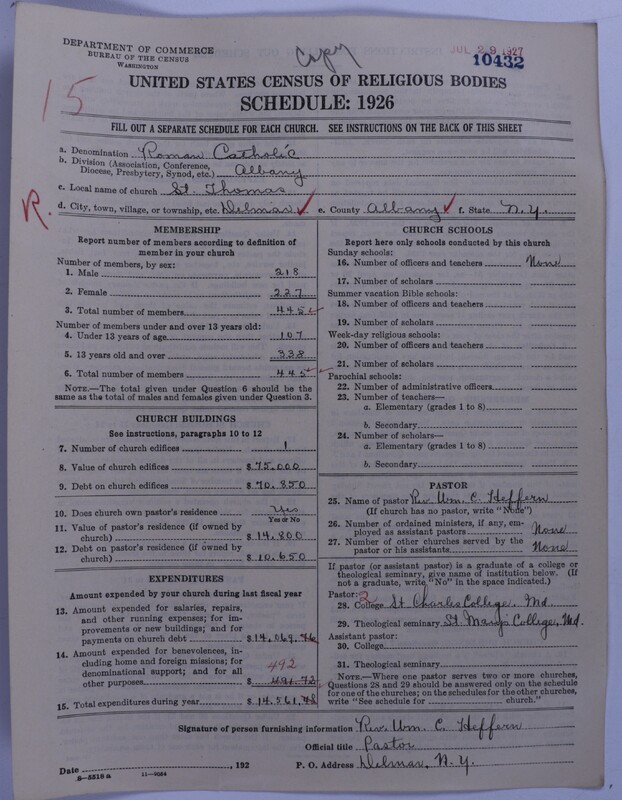 Copy
JUL 29 1927
10432
DEPARTMENT OF COMMERCE
BUREAU OF THE CENSUS
WASHINGTON
UNITED STATES CENSUS OF RELIGIOUS BODIES
SCHEDULE: 1926
15
FILL OUT A SEPARATE SCHEDULE FOR EACH CHURCH. SEE INSTRUCTIONS ON THE BACK OF THIS SHEET
a. Denomination Roman Catholic
b. Division (Association, Conference, Diocese, Presbytery, Synod, etc.) Albany
c. Local name of church St. Thomas
R.
d. City, town, village, or township, etc. Delmar ✓ e. County Albany ✓ f. State N.Y.
MEMBERSHIP
Report number of members according to definition of
member in your church
Number of members, by sex:
1. Male 218
2. Female 227
3. Total number of members 445 ✓
Number of members under and over 13 years old:
4. Under 13 years of age 107
5. 13 years old and over 338
6. Total number of members 445 ✓
NOTE.—The total given under Question 6 should be
same as the total of males and females given under Question 3.
CHURCH BUILDINGS
See instructions, paragraphs 10 to 12
7. Number of church edifices 1
8. Value of church edifices $75,000
9. Debt on church edifices $70,850
10. Does church own pastor's residence? Yes
Yes or No
11. Value of pastor's residence (if owned by
church) $14,800
12. Debt on pastor's residence (if owned by
church) $10,650
EXPENDITURES
Amount expended by your church during last fiscal year
13. Amount expended for salaries, repairs,
and other running expenses; for im-
provements or new buildings; and for
payments on church debt $14,069.
14. Amount expended for benevolences, in-
cluding home and foreign missions; for
denominational support; and for all
other purposes 492
$491.72
15. Total expenditures during year $14,561.
CHURCH SCHOOLS
Report here only schools conducted by this church
Sunday schools:
16. Number of officers and teachers None
17. Number of scholars
Summer vacation Bible schools:
18. Number of officers and teachers
19. Number of scholars
Week-day religious schools:
20. Number of officers and teachers
21. Number of scholars
Parochial schools:
22. Number of administrative officers
23. Number of teachers—
a. Elementary (grades 1 to 8)
b. Secondary
24. Number of scholars—
a. Elementary (grades 1 to 8)
b. Secondary
PASTOR
25. Name of pastor Rev. Wm. C. Heffern
(If church has no pastor, write "None")
26. Number of ordained ministers, if any, em-
ployed as assistant pastors None
27. Number of other churches served by the
pastor or his assistants None
If pastor (or assistant pastor) is a graduate of a college or
theological seminary, give name of institution below. (If
not a graduate, write "No" in the space indicated.)
Pastor: 2
28. College St Charles College, Md.
29. Theological seminary St Marys College, Md.
Assistant pastor:
30. College
31. Theological seminary
NOTE.—Where one pastor serves two or more churches,
Questions 28 and 29 should be answered only on the schedule
for one of the churches; on the schedules for the other churches,
write "See schedule for church."
Signature of person furnishing information Rev. Wm. C. Heffern
Official title Pastor
Date , 192 P. O. Address Delmar, N.Y.
8-5518a 11-9034